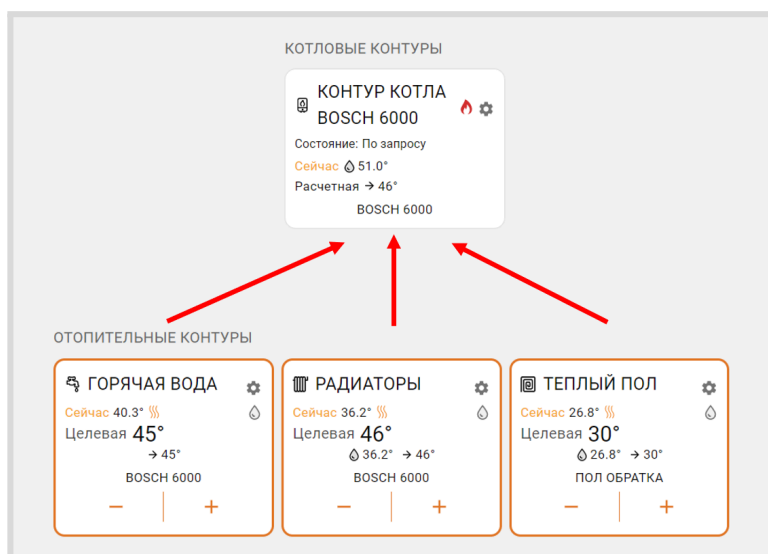 КОТЛОВЫЕ КОНТУРЫ
КОНТУР КОТЛА
BOSCH 6000
Состояние: По запросу
Сейчас 51.0°
Расчетная → 46°
BOSCH 6000
ОТОПИТЕЛЬНЫЕ КОНТУРЫ
ГОРЯЧАЯ ВОДА
Сейчас 40.3°
Целевая 45°
→ 45°
BOSCH 6000
− +
РАДИАТОРЫ
Сейчас 36.2°
Целевая 46°
36.2° → 46°
BOSCH 6000
− +
ТЕПЛЫЙ ПОЛ
Сейчас 26.8°
Целевая 30°
26.8° → 30°
ПОЛ ОБРАТКА
− +